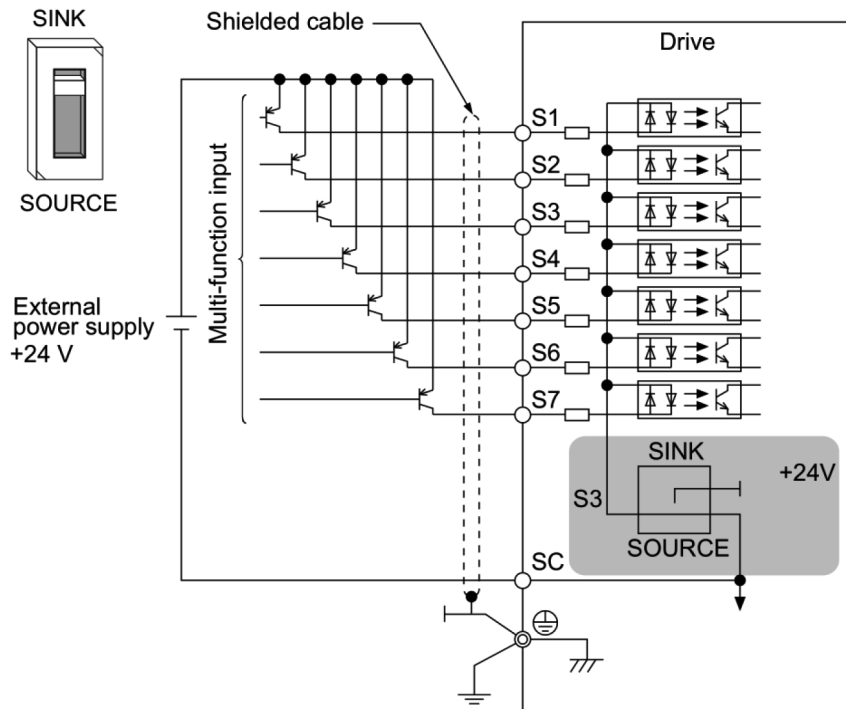 SINK
SOURCE
Shielded cable
Drive
Multi-function input
External
power supply
+24 V
S1
S2
S3
S4
S5
S6
S7
SINK
+24V
S3
SOURCE
SC